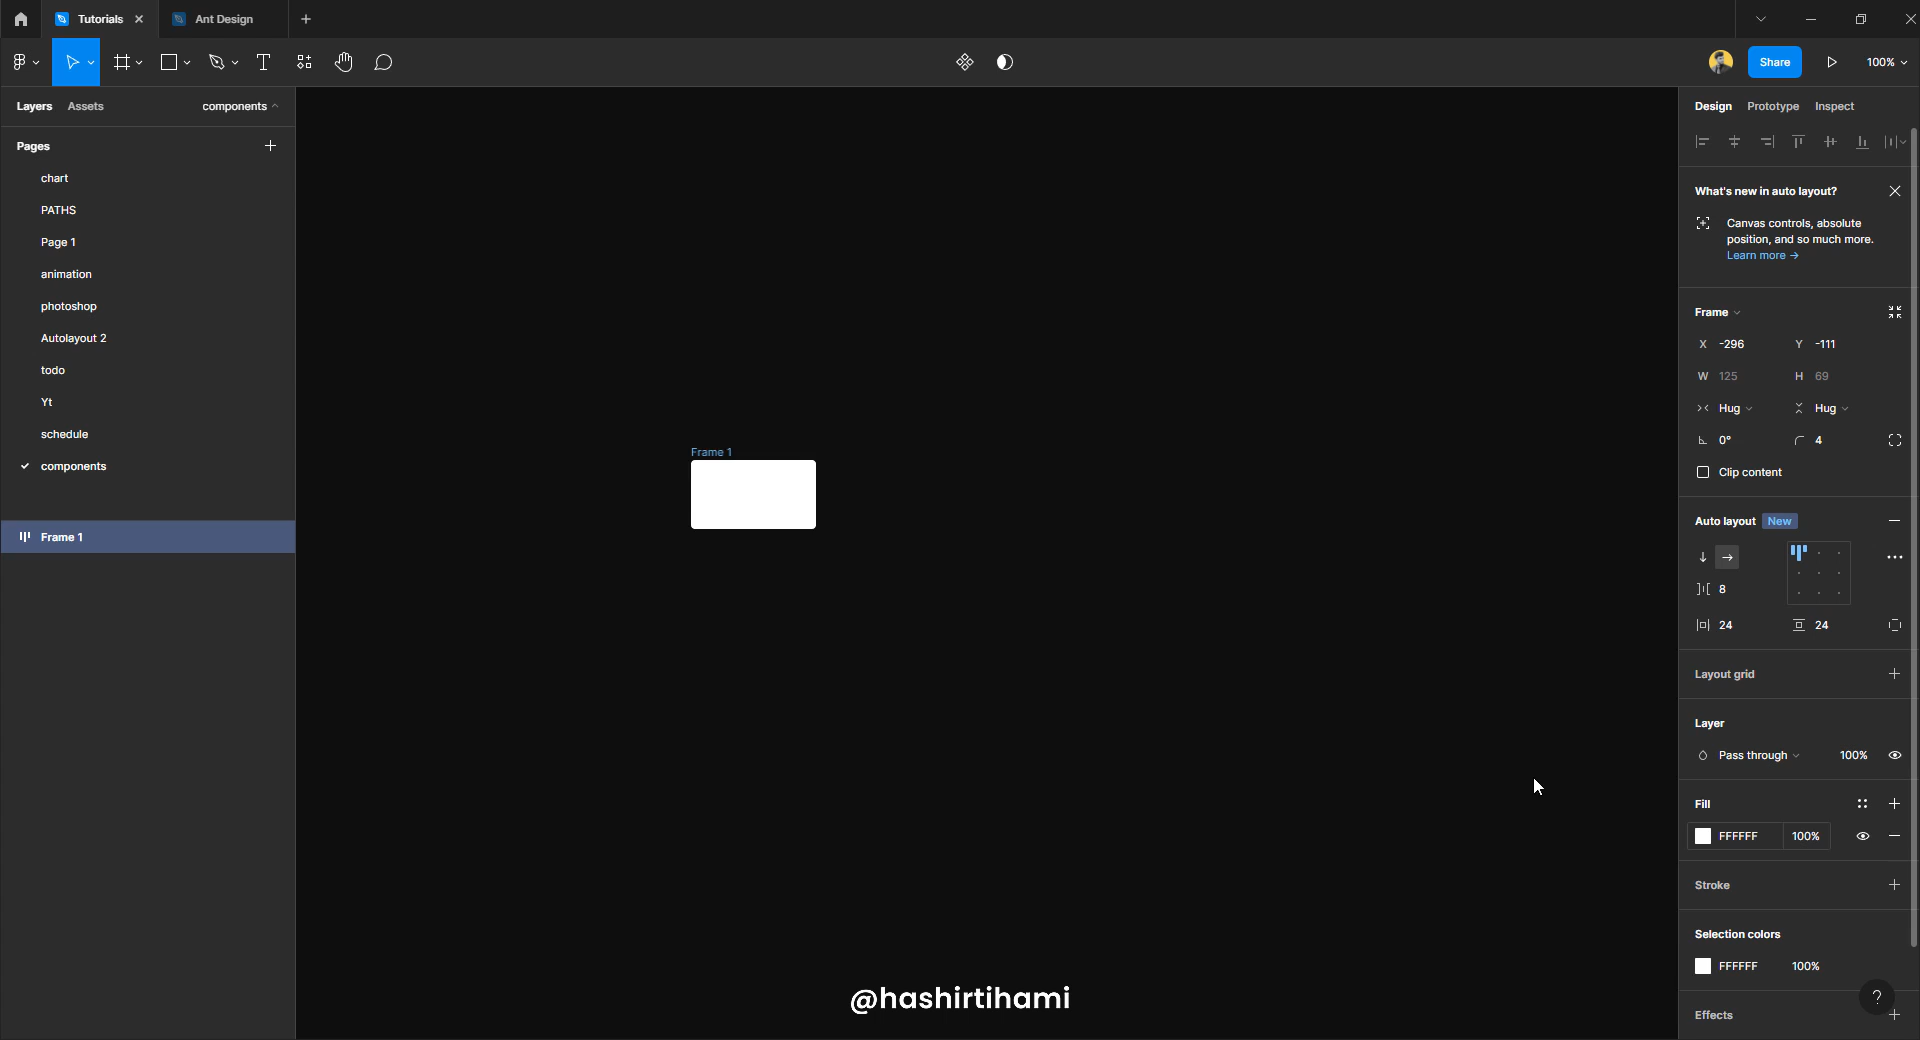 Tutorials
Ant Design
Share
100%
Layers Assets components
Pages
chart
PATHS
Page 1
animation
photoshop
Autolayout 2
todo
Yt
schedule
components
Frame 1
Frame 1
@hashirtihami
Design Prototype Inspect
What's new in auto layout?
Canvas controls, absolute
position, and so much more.
Learn more →
Frame
X -296 Y -111
W 125 H 69
Hug Hug
0° 4
Clip content
Auto layout New
8
24 24
Layout grid
Layer
Pass through 100%
Fill
FFFFFF 100%
Stroke
Selection colors
FFFFFF 100%
?
Effects